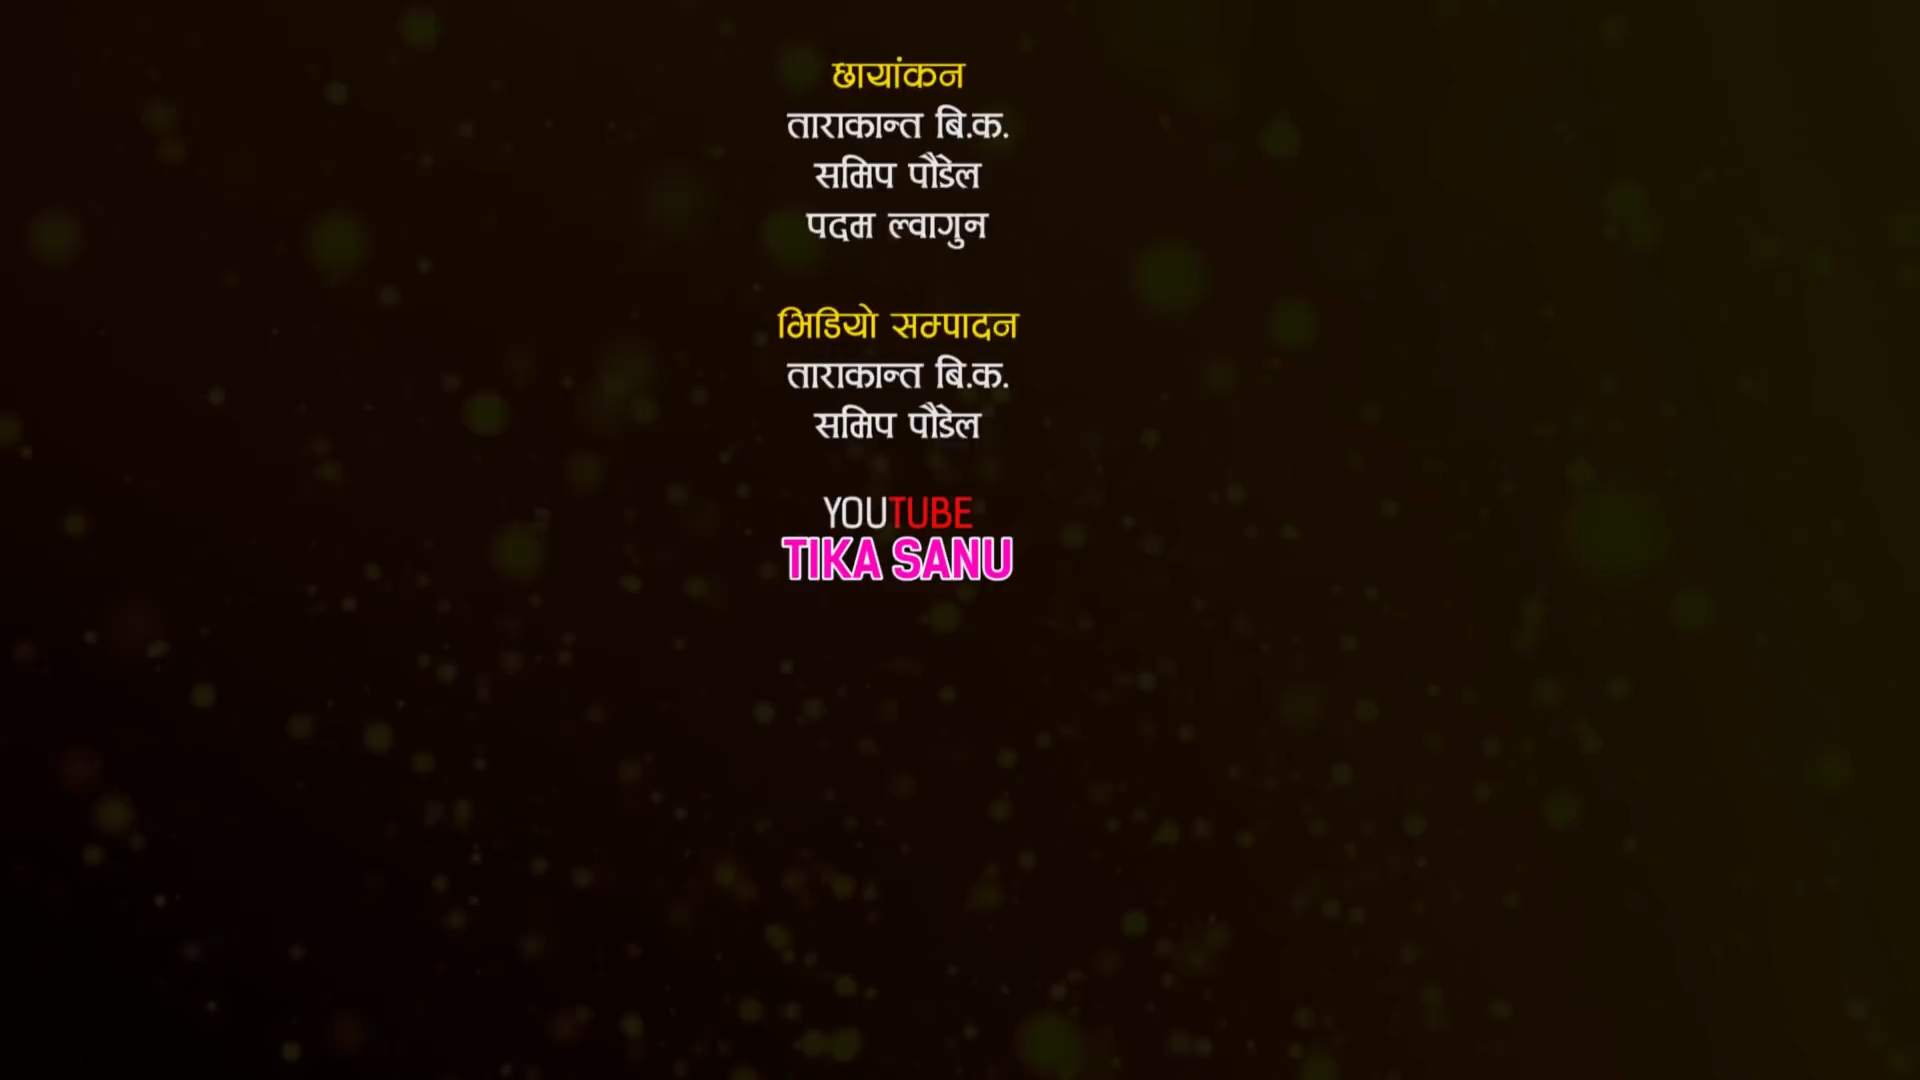 छायांकन
ताराकान्त बि.क.
समिप पौडेल
पदम ल्वागुन
भिडियो सम्पादन
ताराकान्त बि.क.
समिप पौडेल
YOUTUBE
TIKA SANU